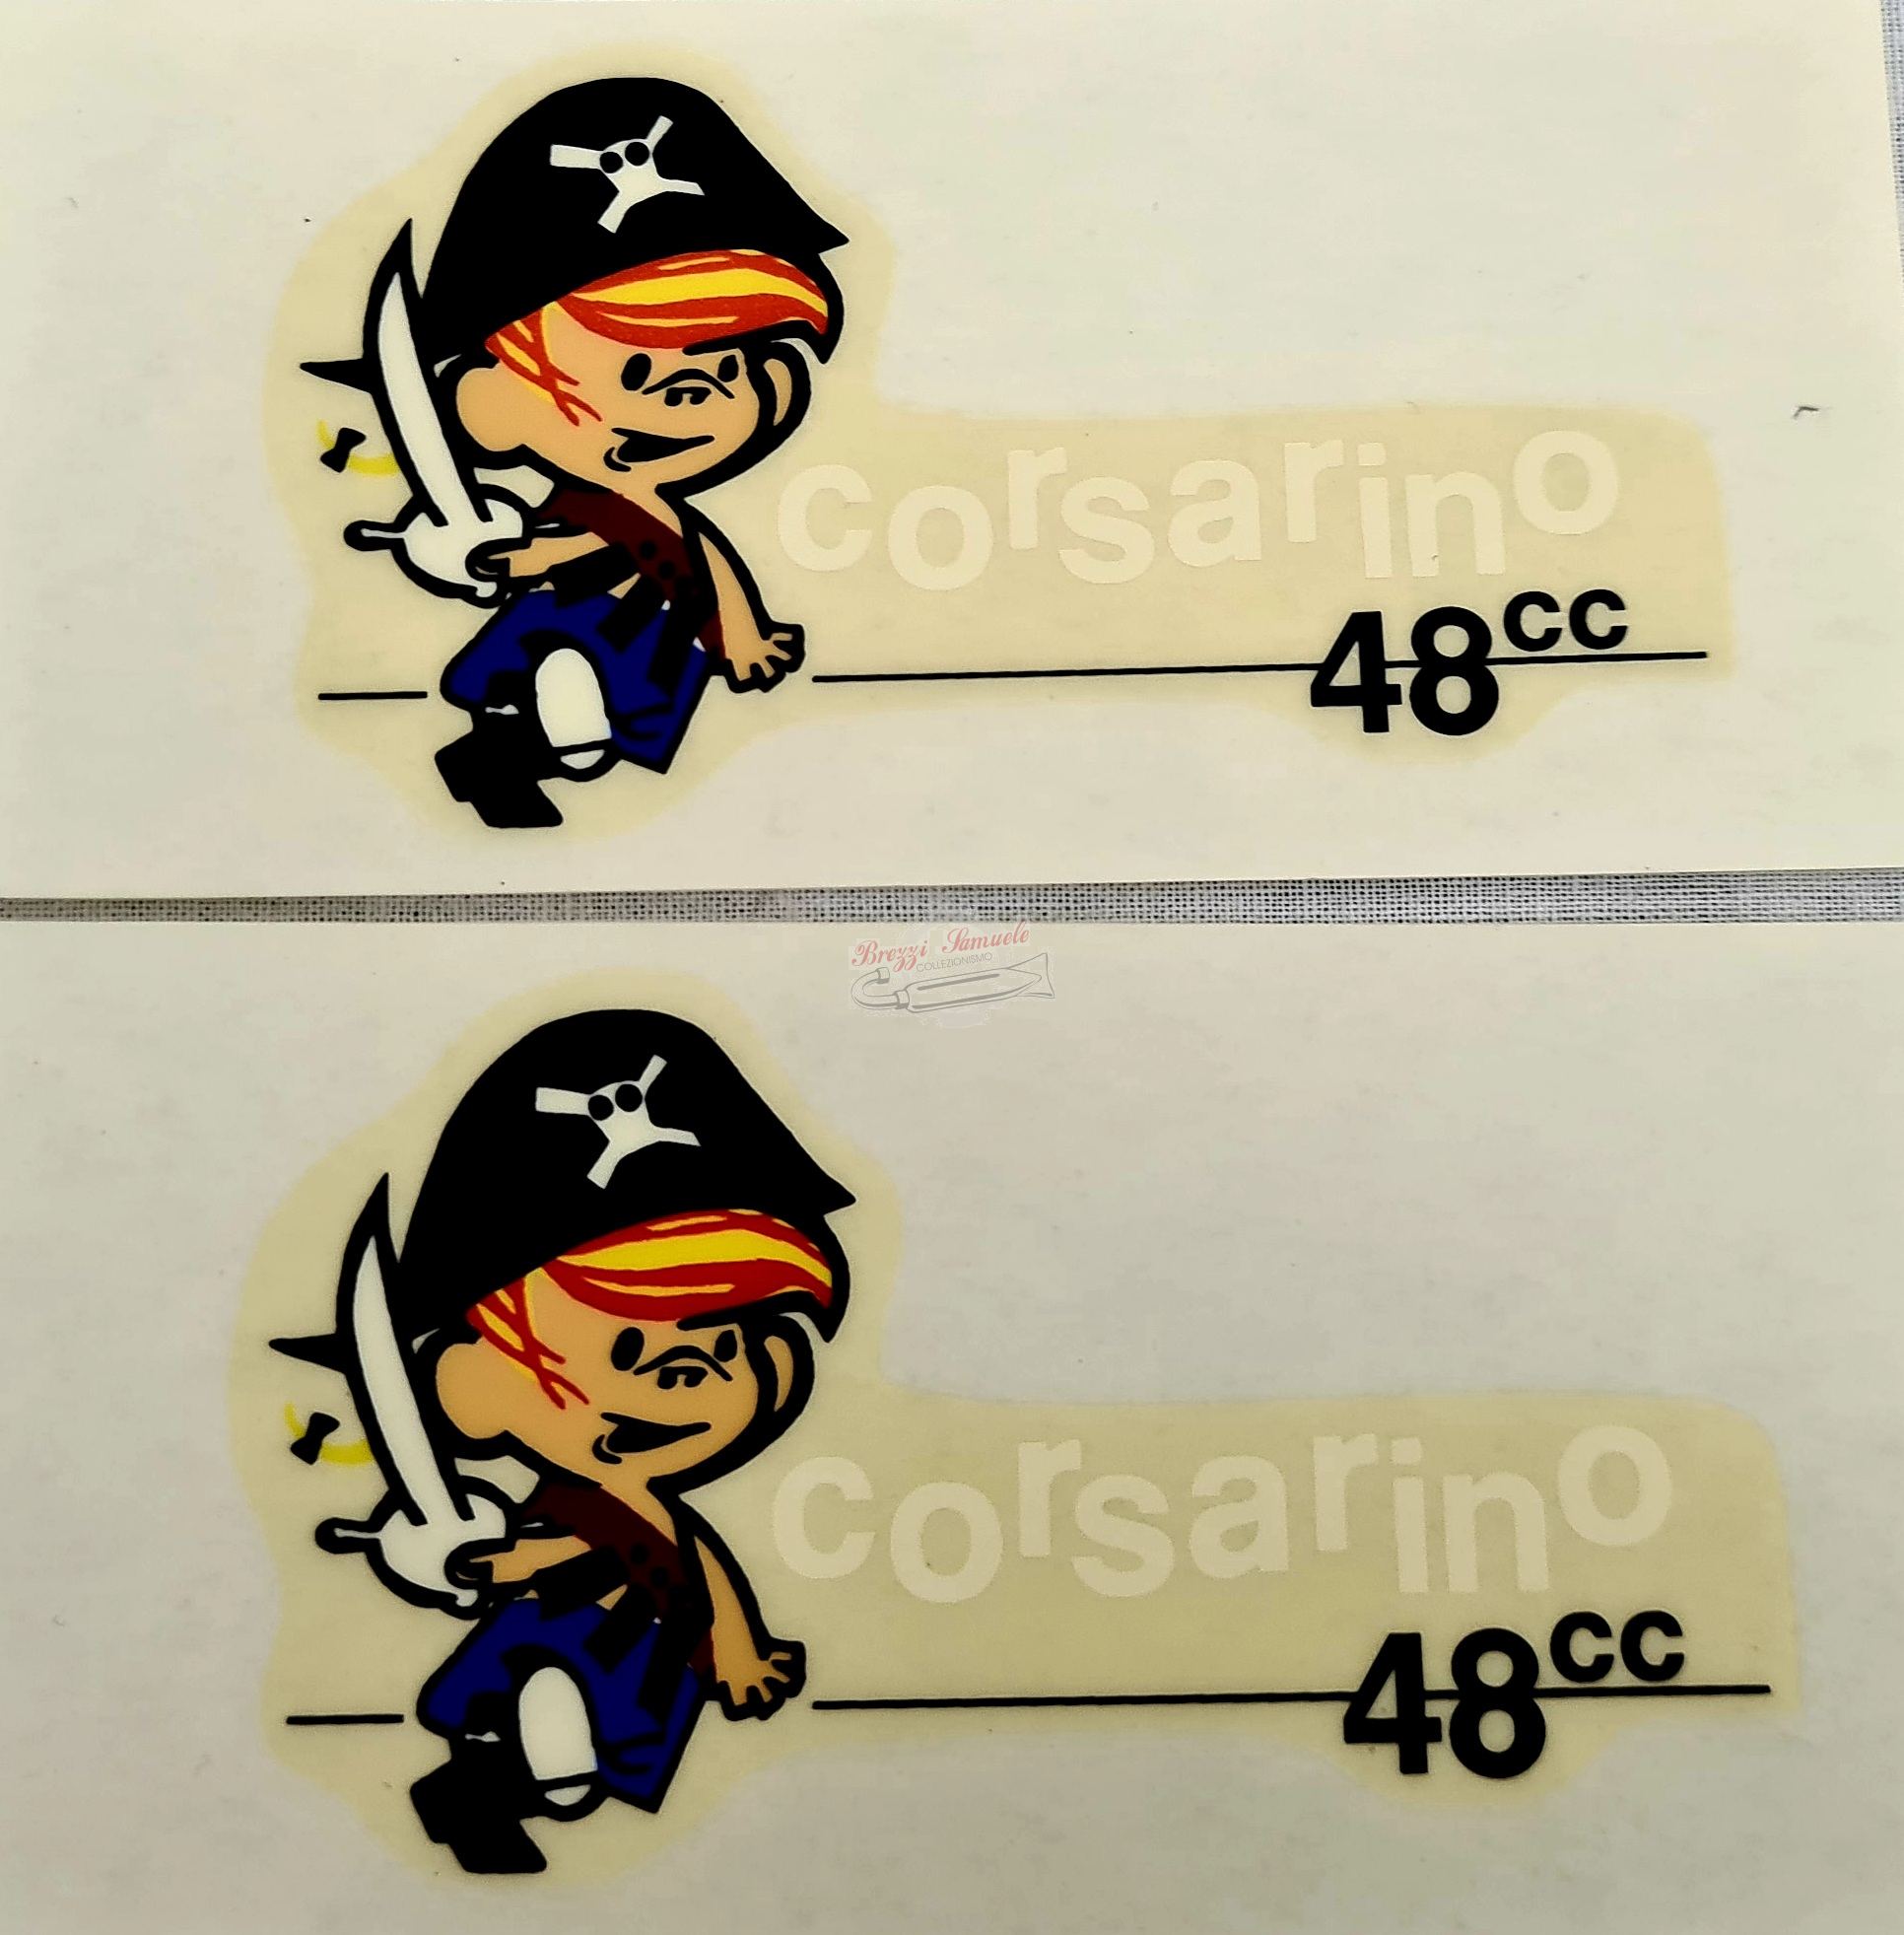 corsarino
48cc
Brezzi Samuele
COLLEZIONISMO
corsarino
48cc